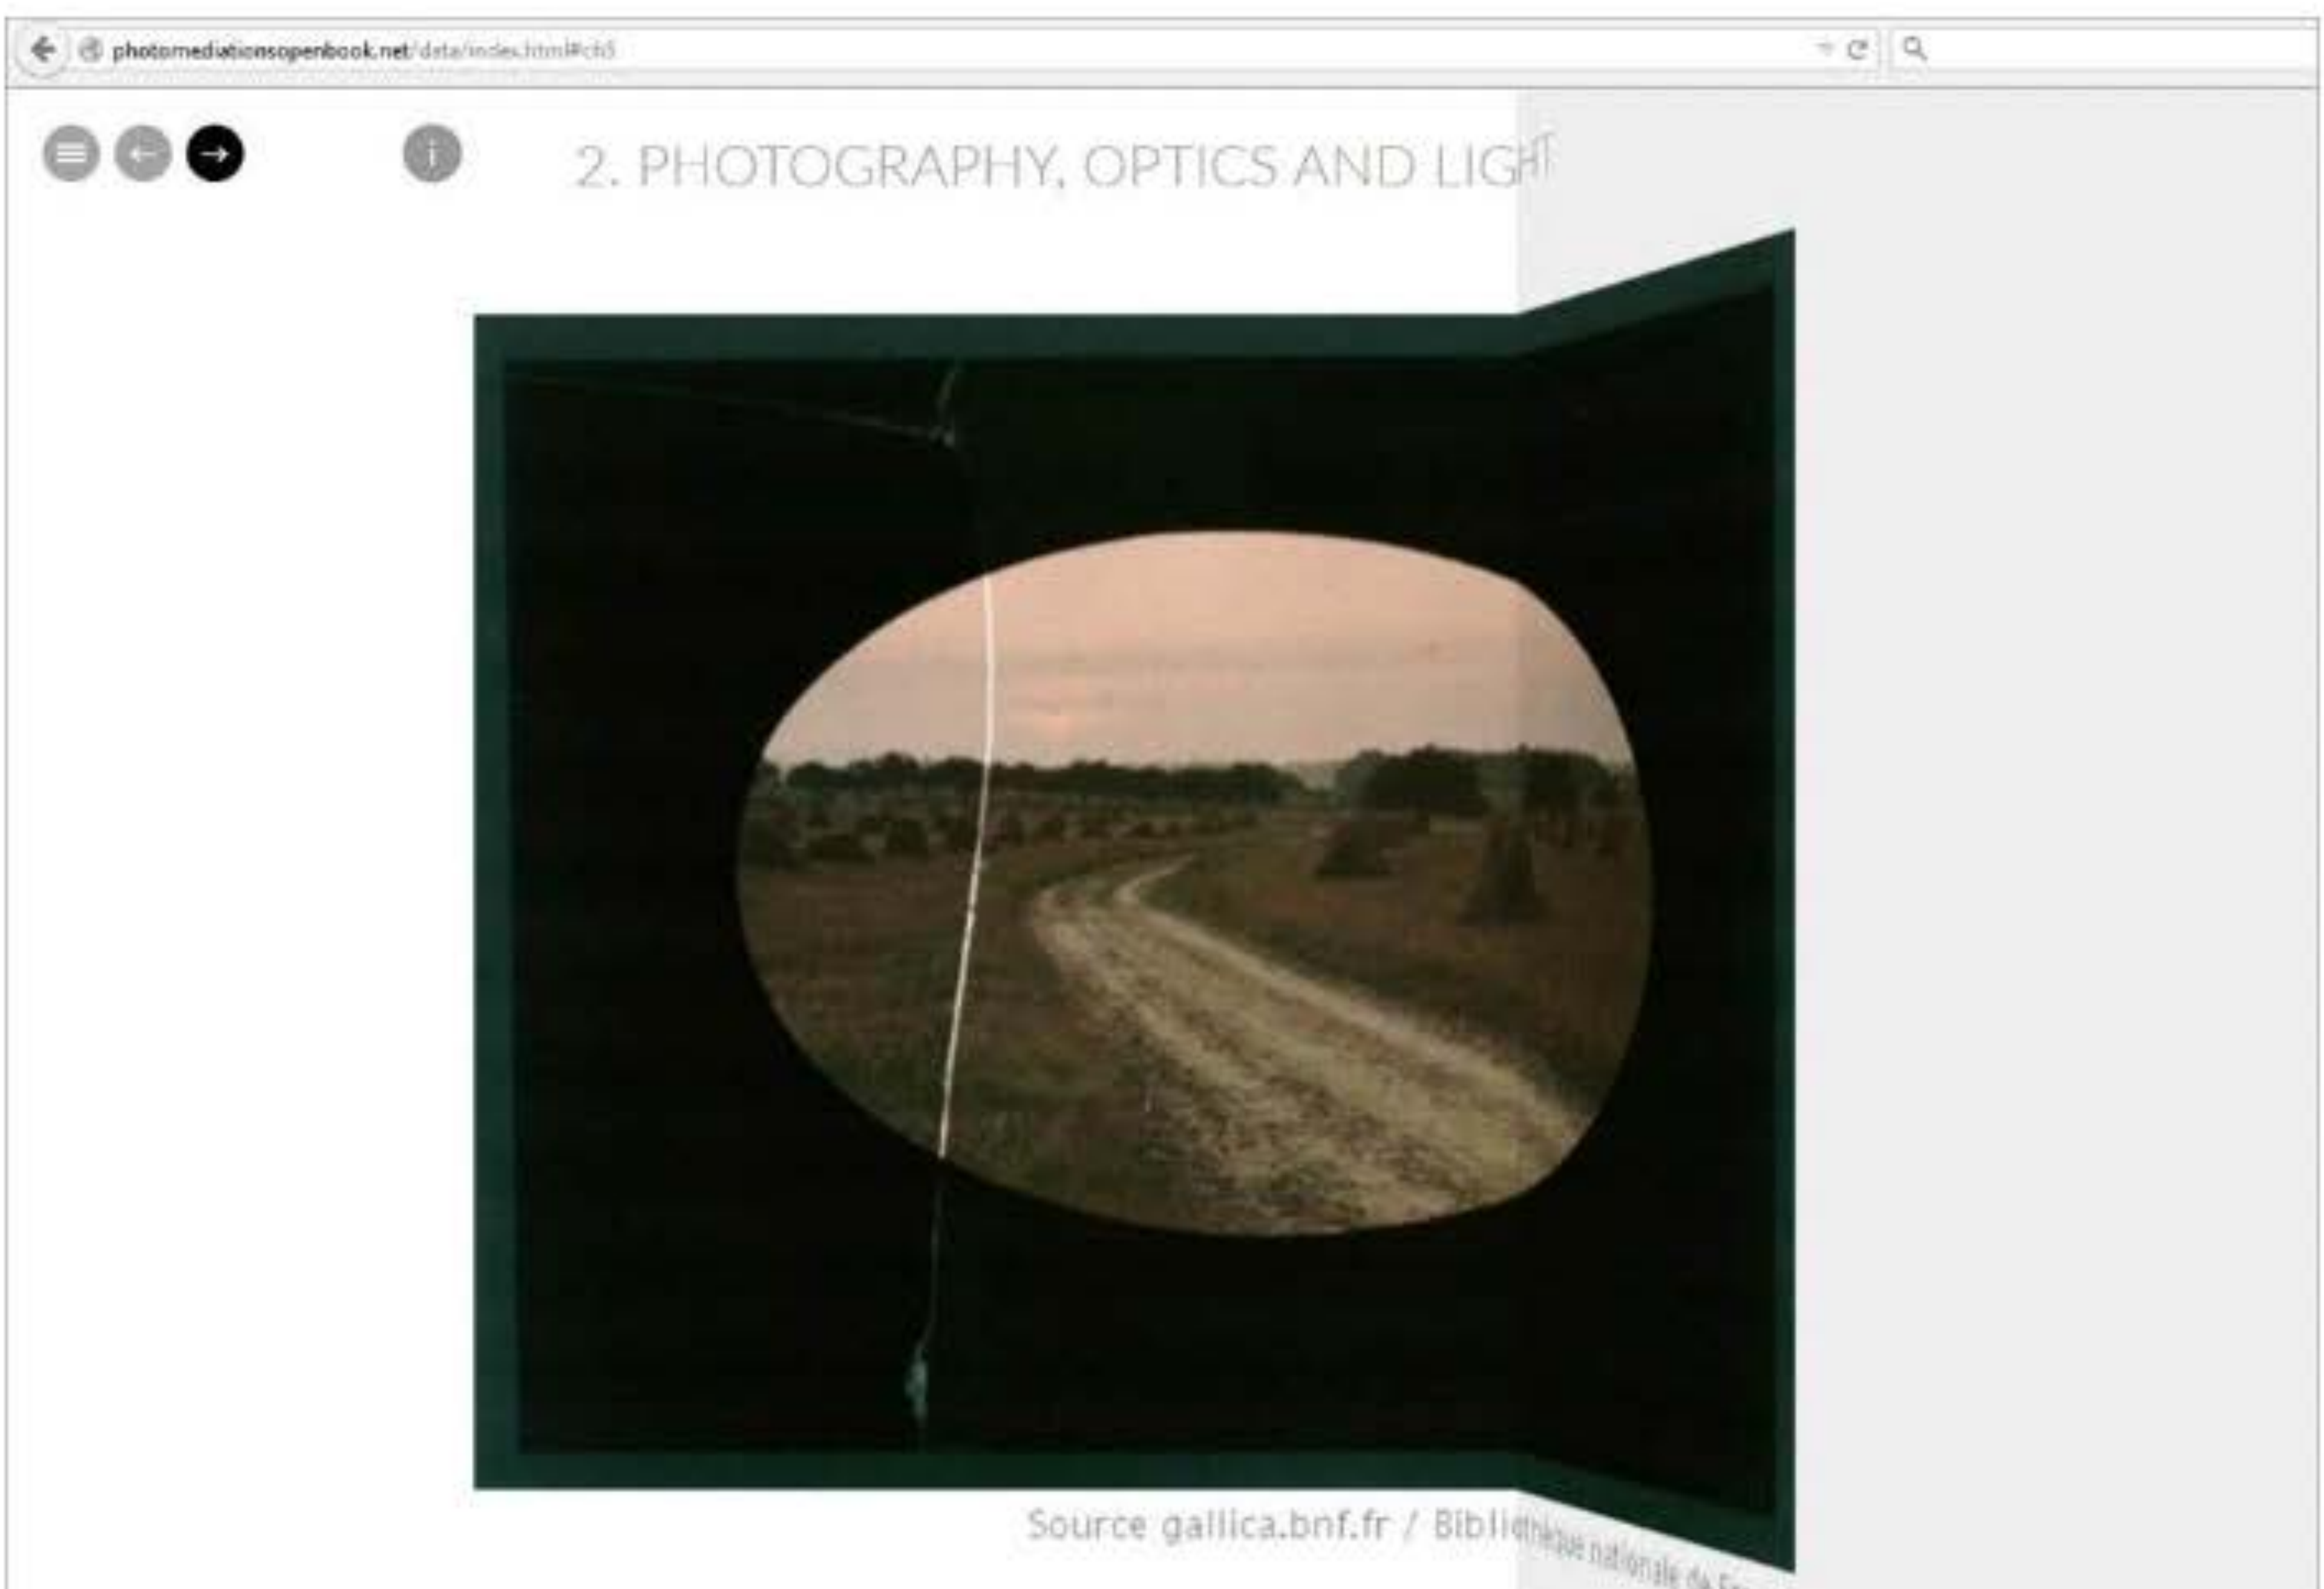 photomediationsopenbook.net/data/index.html#ch5
i
2. PHOTOGRAPHY, OPTICS AND LIGHT
Source gallica.bnf.fr / Bibliothèque nationale de